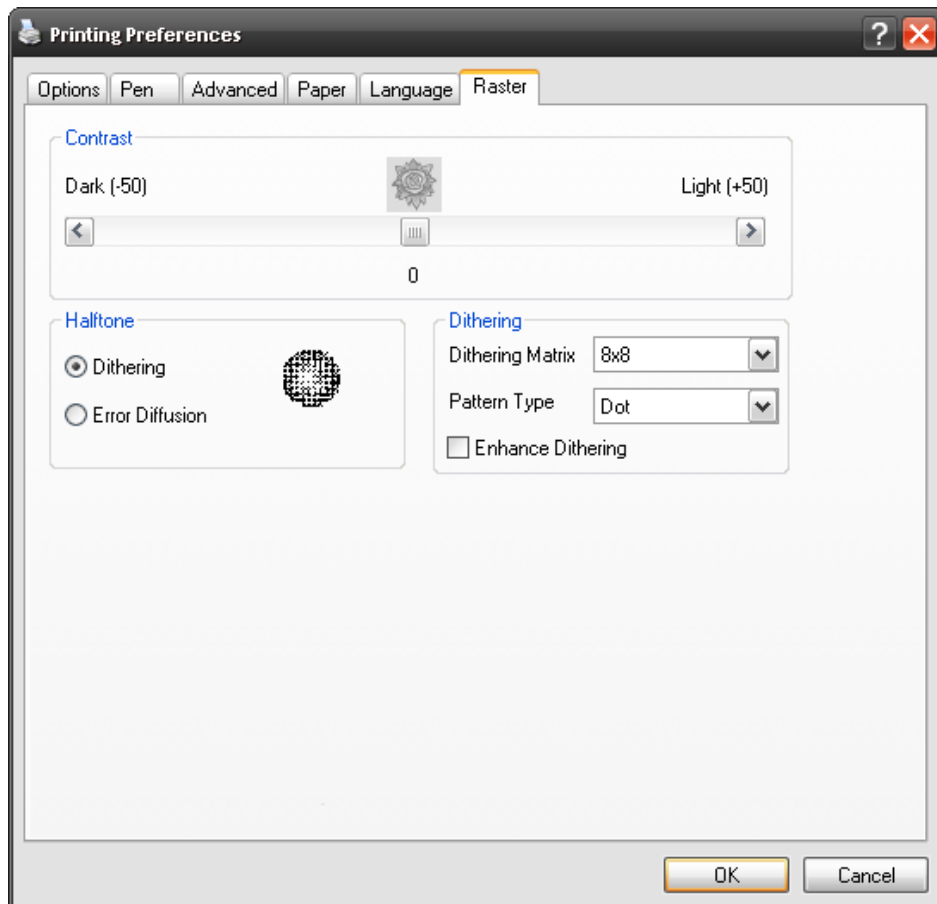 Printing Preferences
Options Pen Advanced Paper Language Raster
Contrast
Dark (-50) Light (+50)
0
Halftone
Dithering
Error Diffusion
Dithering
Dithering Matrix 8x8
Pattern Type Dot
Enhance Dithering
OK Cancel